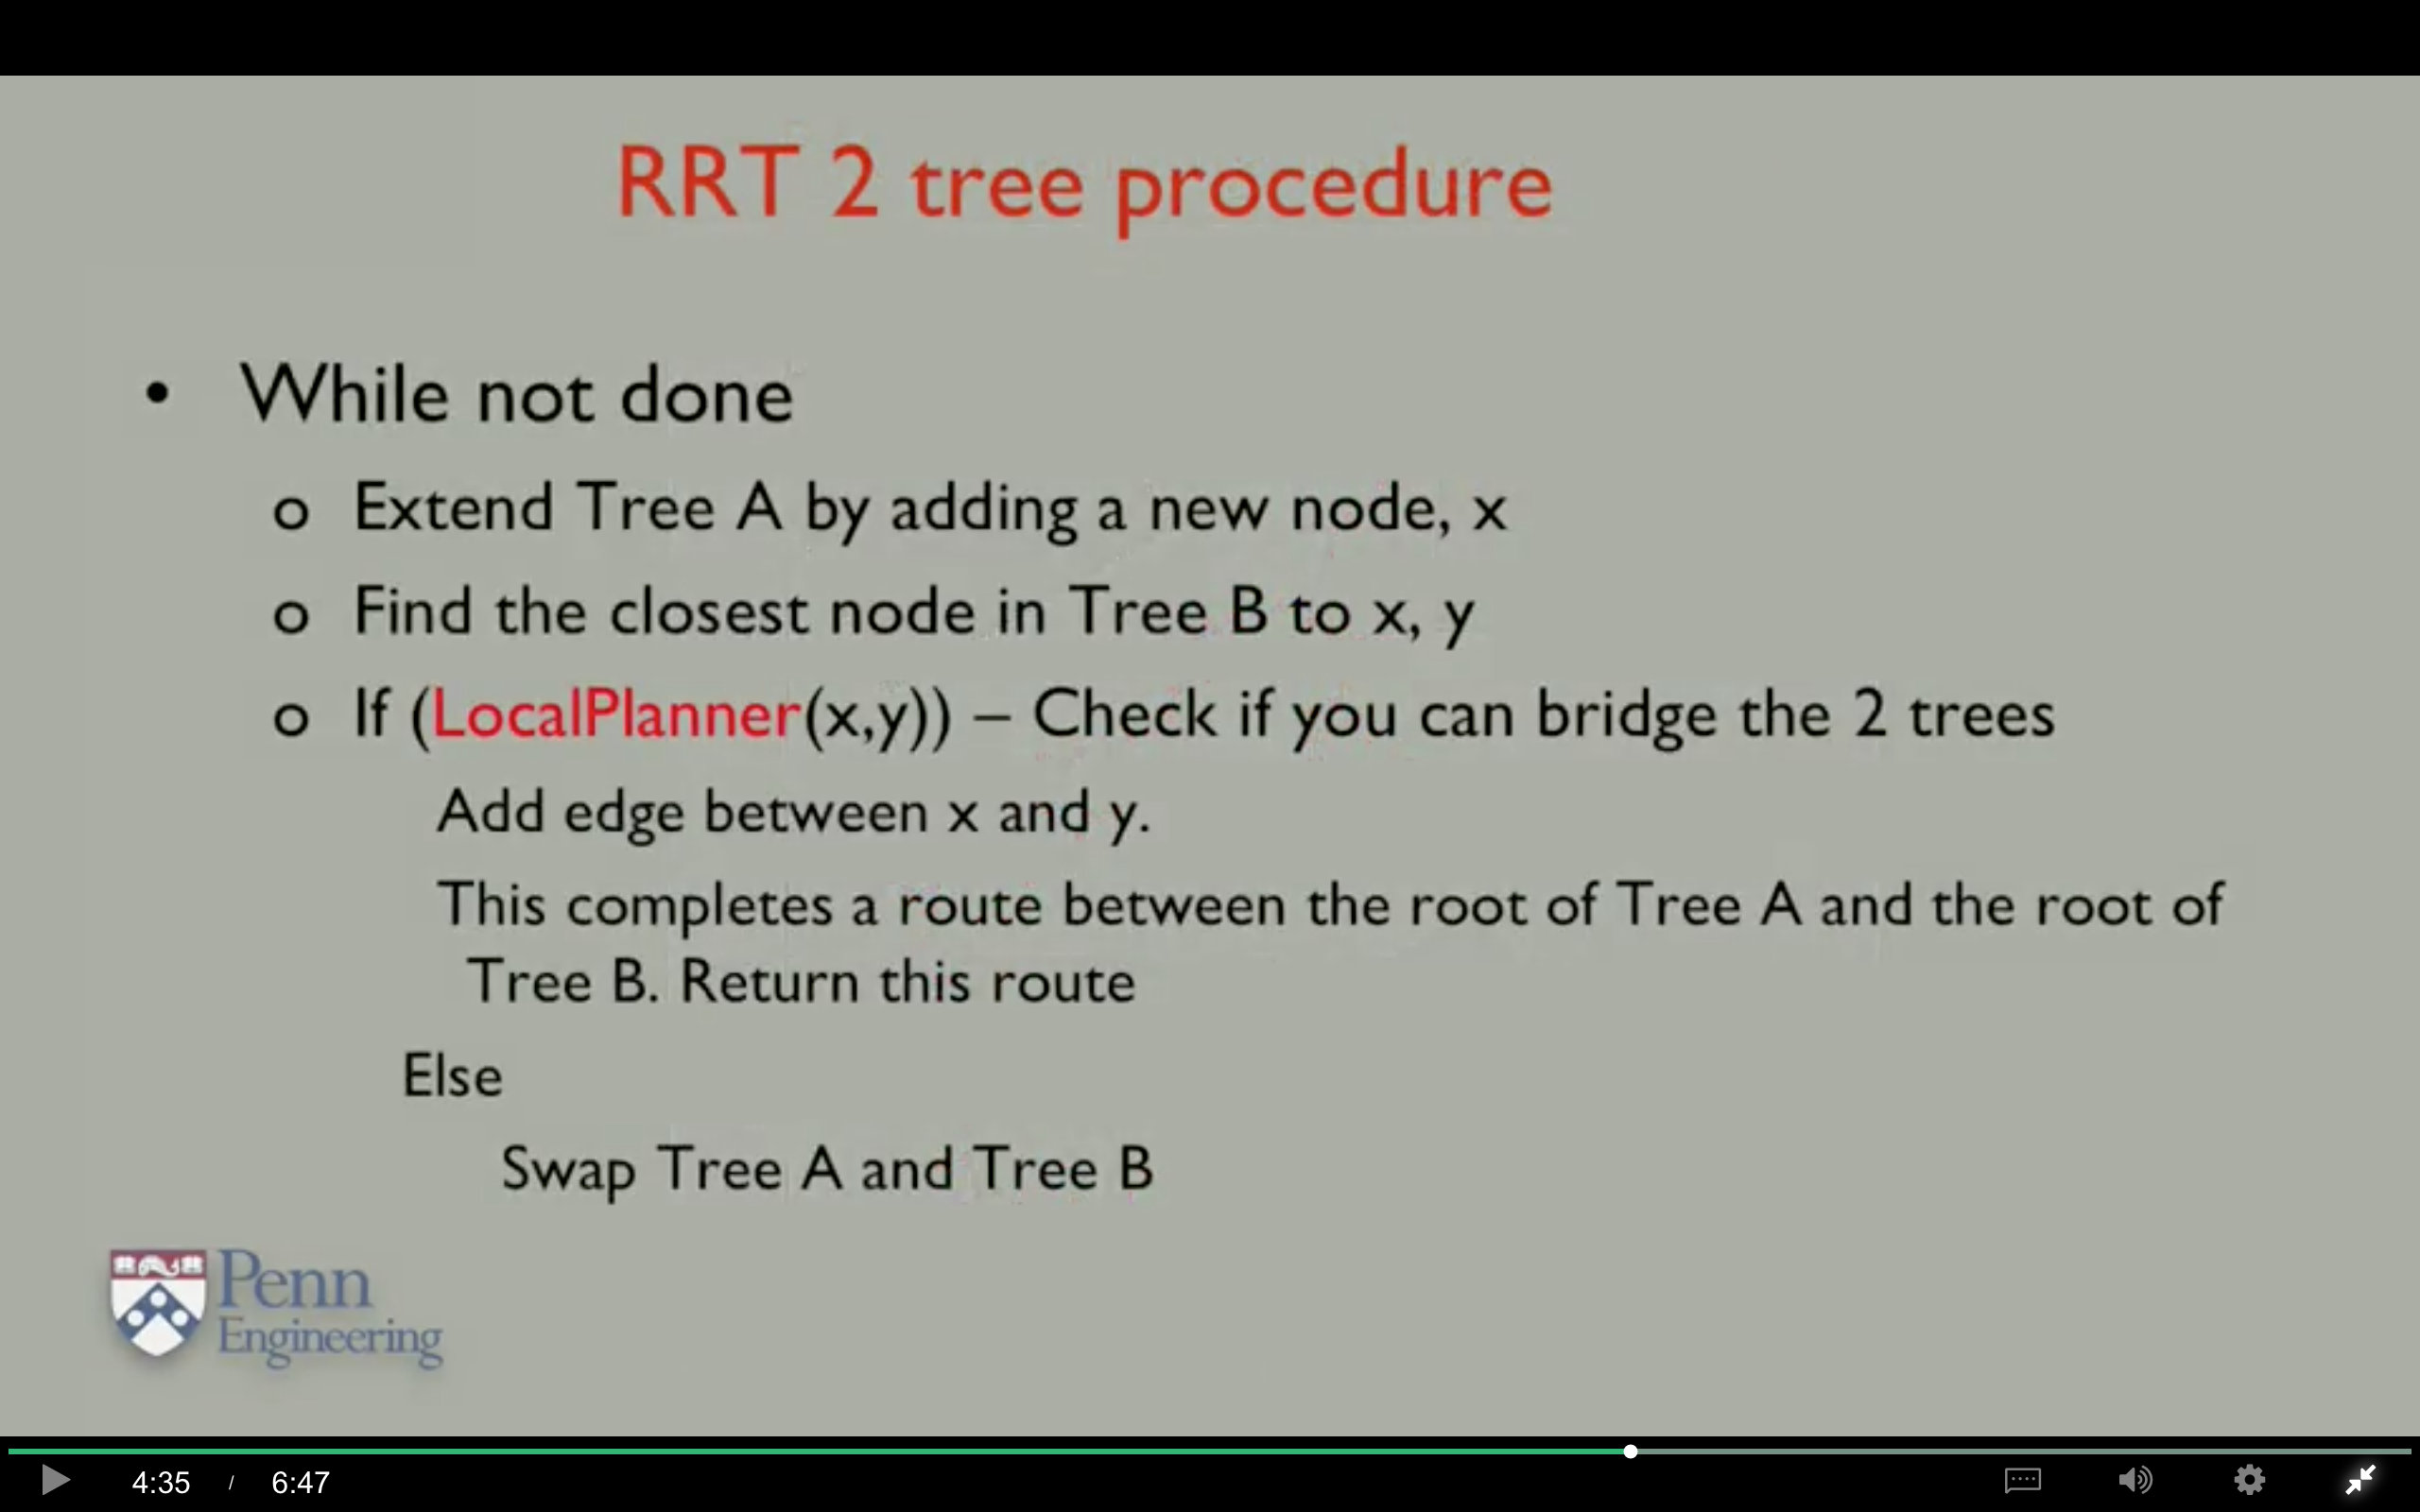 RRT 2 tree procedure
• While not done
o Extend Tree A by adding a new node, x
o Find the closest node in Tree B to x, y
o If (LocalPlanner(x,y)) – Check if you can bridge the 2 trees
Add edge between x and y.
This completes a route between the root of Tree A and the root of
Tree B. Return this route
Else
Swap Tree A and Tree B
Penn
Engineering
4:35 / 6:47